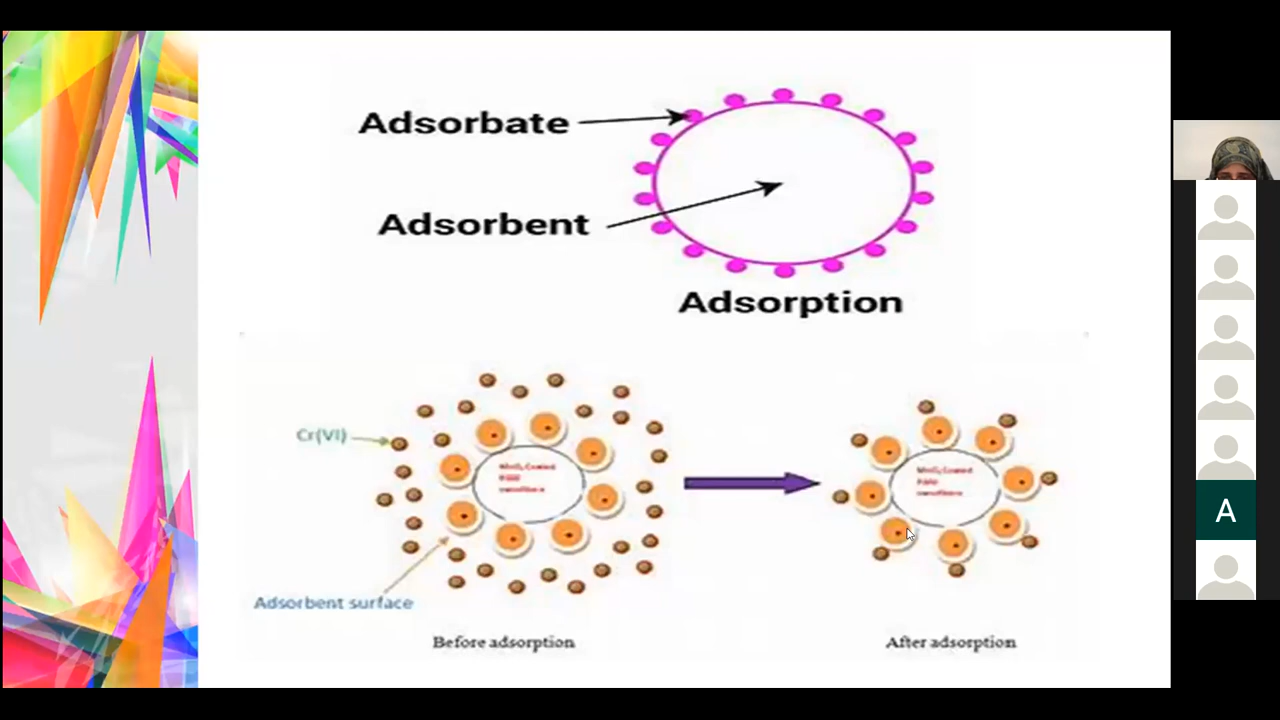 Adsorbate
Adsorbent
Adsorption
Cr(VI)
Adsorbent surface
Before adsorption
After adsorption
A